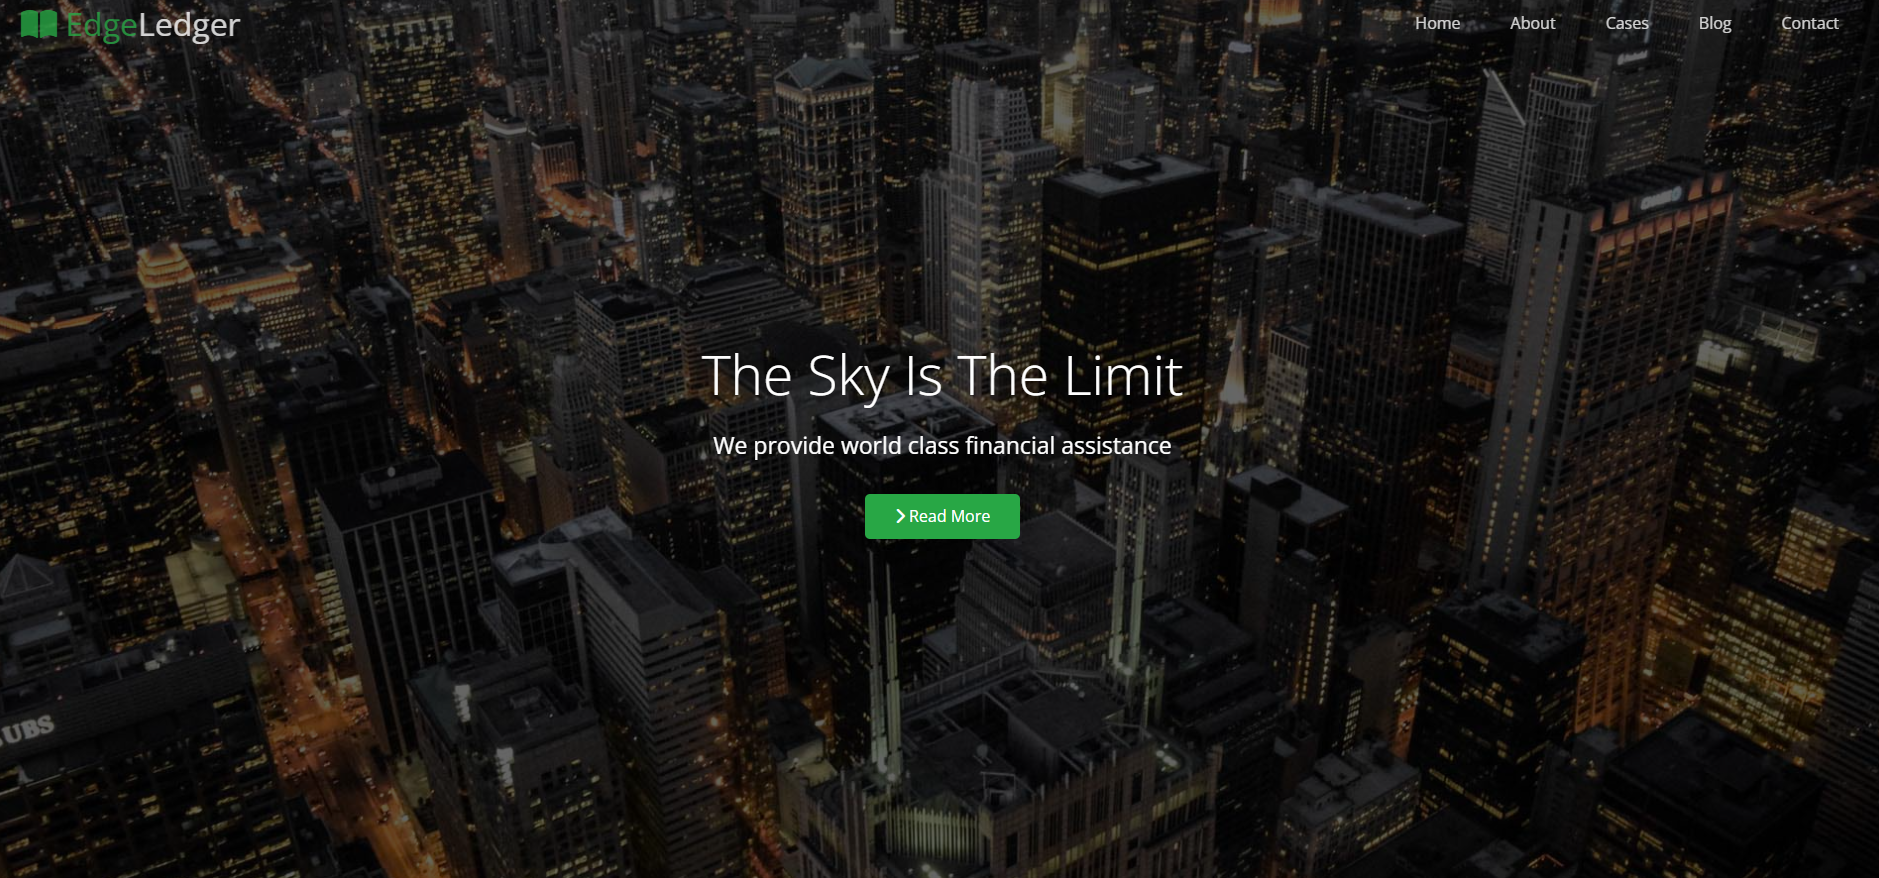 EdgeLedger
Home
About
Cases
Blog
Contact
The Sky Is The Limit
We provide world class financial assistance
Read More
UBS